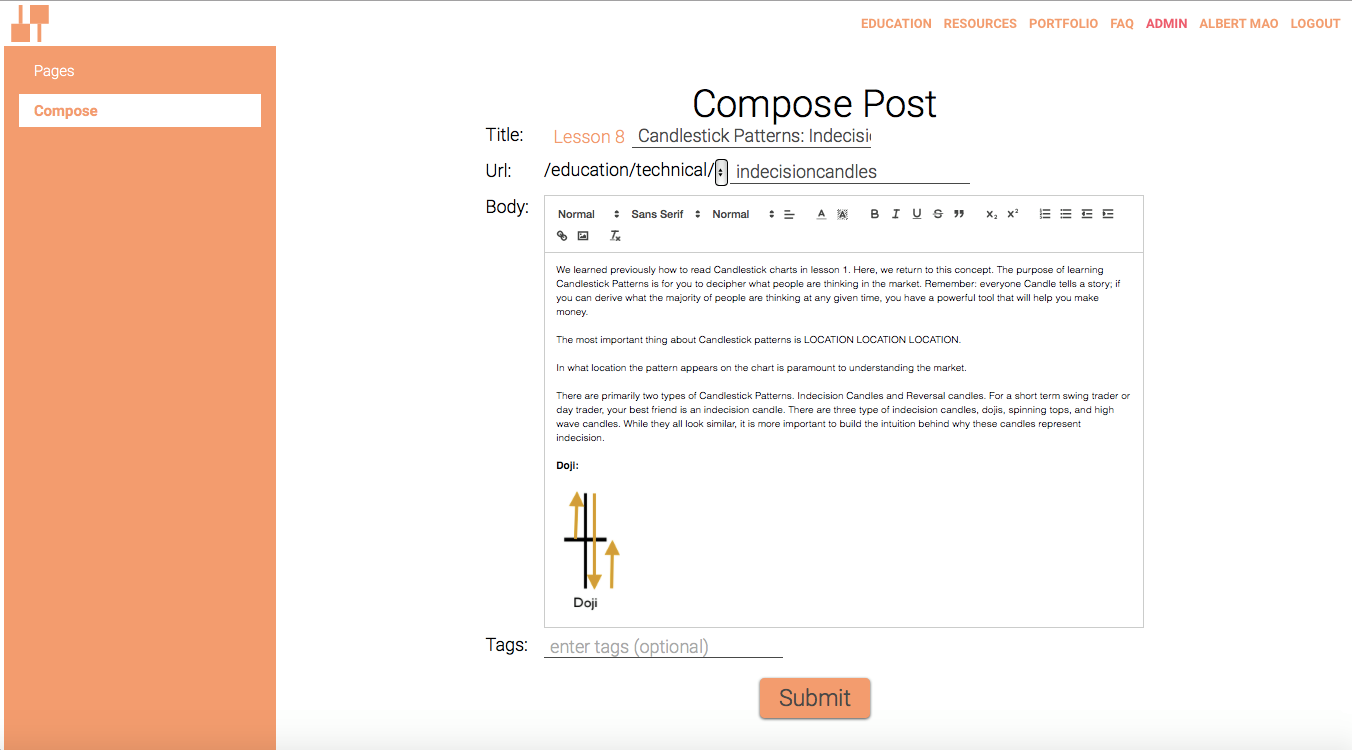 EDUCATION RESOURCES PORTFOLIO FAQ ADMIN ALBERT MAO LOGOUT
Pages
Compose
Compose Post
Title: Lesson 8 Candlestick Patterns: Indecisi
Url: /education/technical/ indecisioncandles
Body:
Normal Sans Serif Normal A A B I U S ” X₂ X² 
Tx
We learned previously how to read Candlestick charts in lesson 1. Here, we return to this concept. The purpose of learning
Candlestick Patterns is for you to decipher what people are thinking in the market. Remember: everyone Candle tells a story; if
you can derive what the majority of people are thinking at any given time, you have a powerful tool that will help you make
money.
The most important thing about Candlestick patterns is LOCATION LOCATION LOCATION.
In what location the pattern appears on the chart is paramount to understanding the market.
There are primarily two types of Candlestick Patterns. Indecision Candles and Reversal candles. For a short term swing trader or
day trader, your best friend is an indecision candle. There are three type of indecision candles, dojis, spinning tops, and high
wave candles. While they all look similar, it is more important to build the intuition behind why these candles represent
indecision.
Doji:
Doji
Tags: enter tags (optional)
Submit